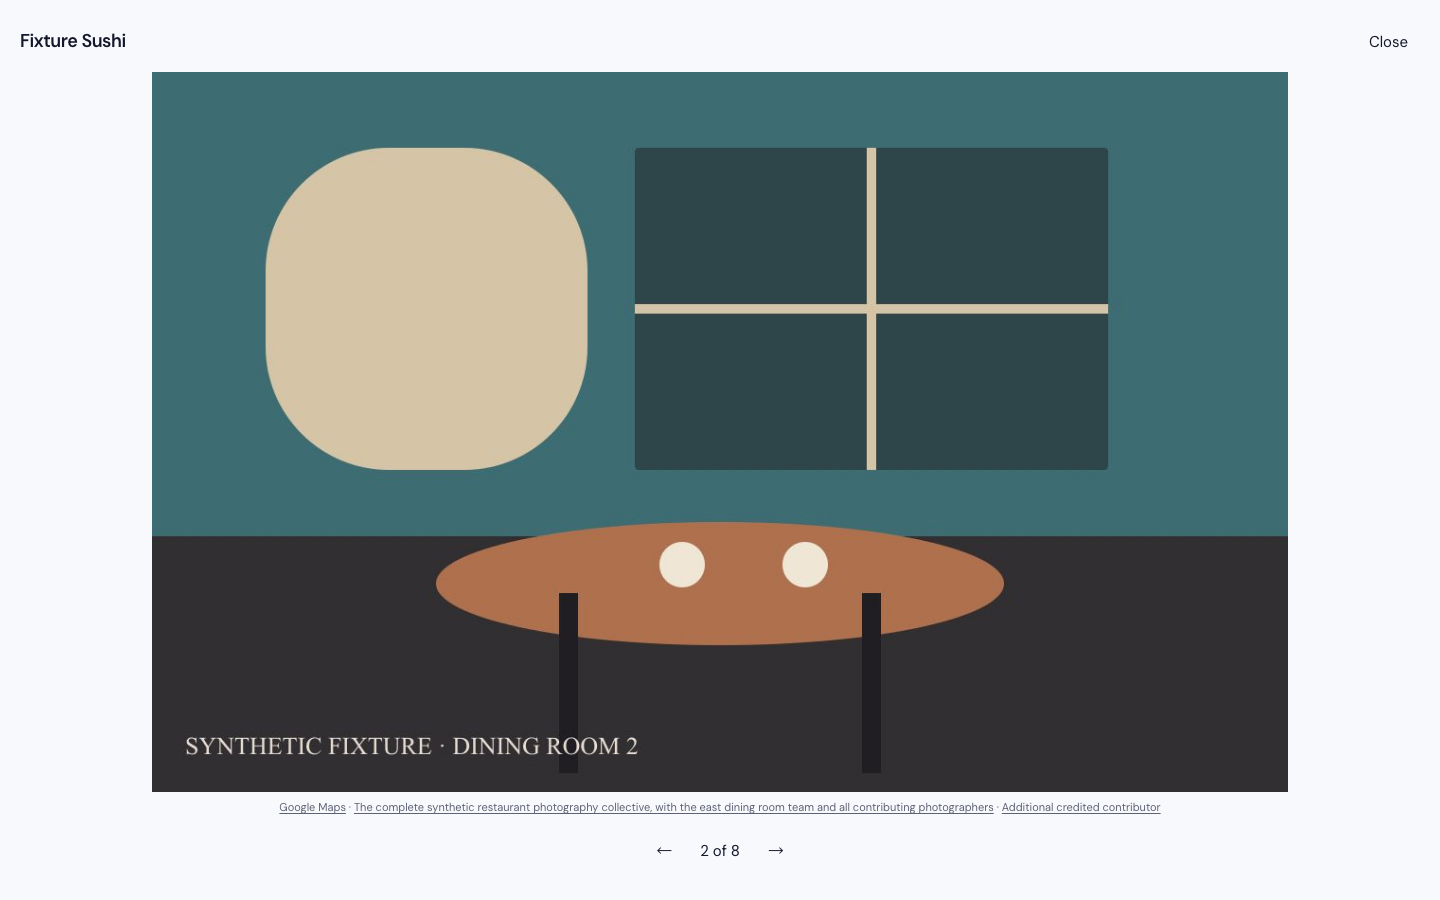 Fixture Sushi
Close
SYNTHETIC FIXTURE · DINING ROOM 2
Google Maps · The complete synthetic restaurant photography collective, with the east dining room team and all contributing photographers · Additional credited contributor
← 2 of 8 →